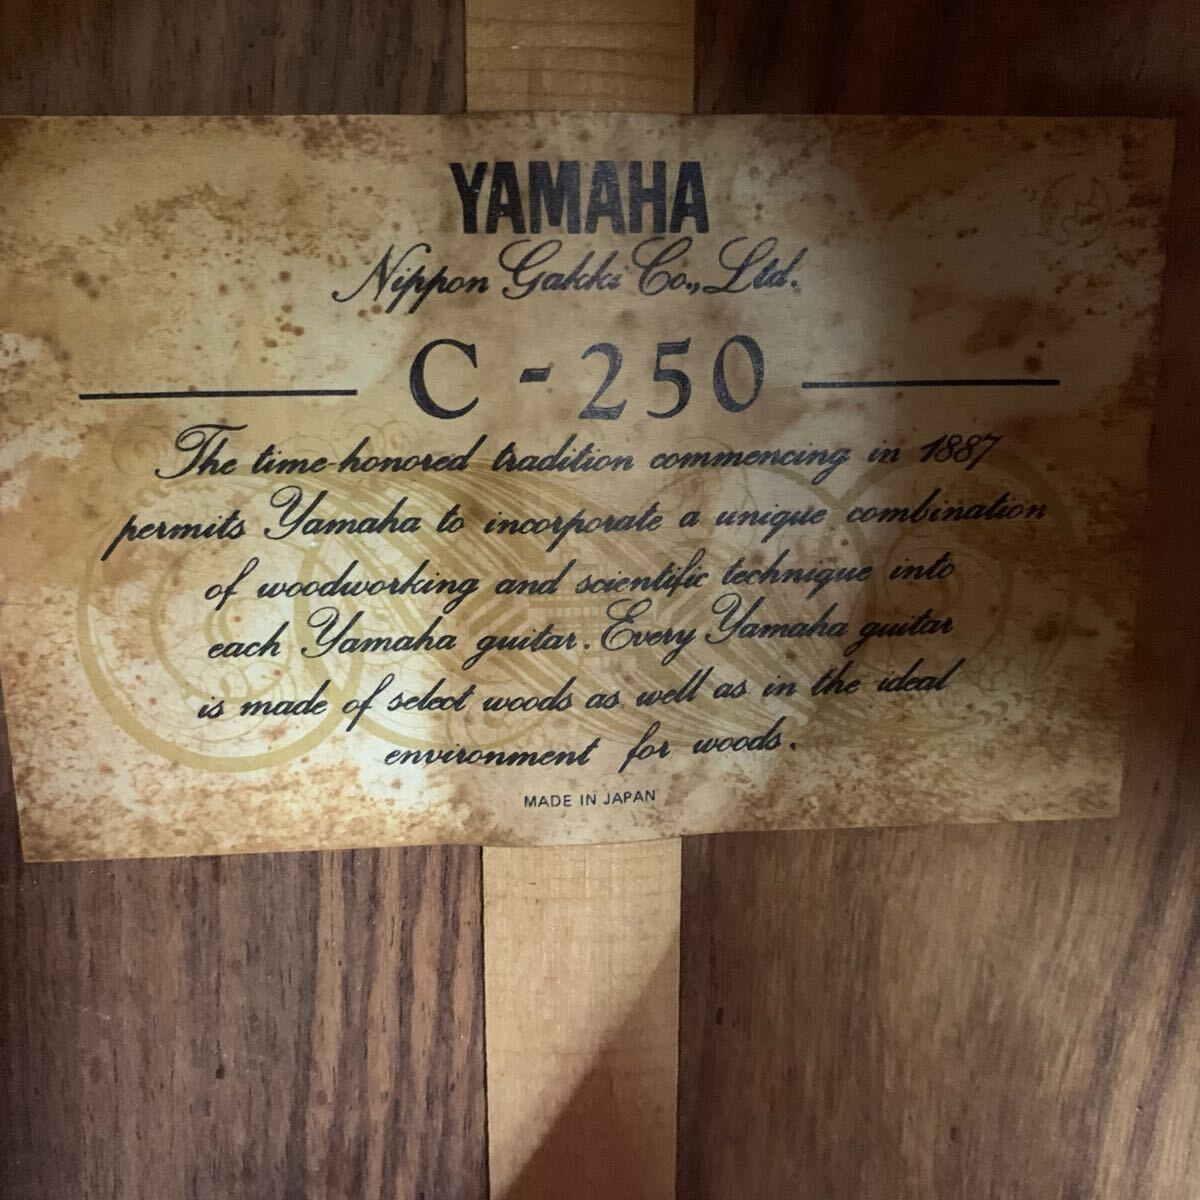 YAMAHA
Nippon Gakki Co., Ltd.
C-250
The time-honored tradition commencing in 1887
permits Yamaha to incorporate a unique combination
of woodworking and scientific technique into
each Yamaha guitar. Every Yamaha guitar
is made of select woods as well as in the ideal
environment for woods.
MADE IN JAPAN